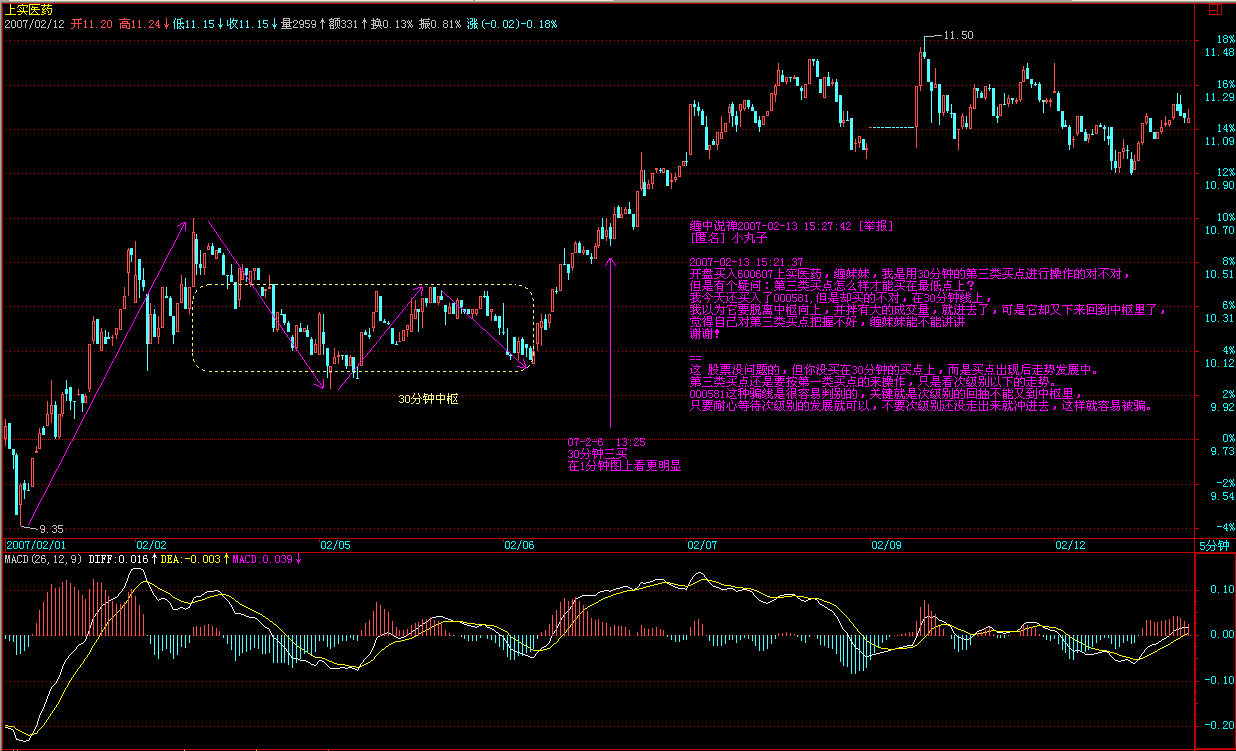 上实医药
2007/02/12 开11.20 高11.24↓低11.15↓收11.15↓量2959↑额331↑换0.13% 振0.81% 涨(-0.02)-0.18%
11.50
18%
11.48
16%
11.29
14%
11.09
12%
10.90
10%
10.70
8%
10.51
6%
10.31
4%
10.12
2%
9.92
0%
9.73
-2%
9.54
-4%
缠中说禅2007-02-13 15:27:42 [举报]
[匿名] 小丸子
2007-02-13 15:21:37
开盘买入600607上实医药，缠妹妹，我是用30分钟的第三类买点进行操作的对不对，
但是有个疑问：第三类买点怎么样才能买在最低点上？
我今天还买入了000581,但是却买的不对，在30分钟线上，
我以为它要脱离中枢向上，并拌有大的成交量，就进去了，可是它却又下来回到中枢里了，
觉得自己对第三类买点把握不好，缠妹妹能不能讲讲
谢谢！
==
这 股票没问题的，但你没买在30分钟的买点上，而是买点出现后走势发展中。
第三类买点还是要按第一类买点的来操作，只是看次级别以下的走势。
000581这种骗线是很容易判别的，关键就是次级别的回抽不能又到中枢里，
只要耐心等待次级别的发展就可以，不要次级别还没走出来就冲进去，这样就容易被骗。
30分钟中枢
07-2-6 13:25
30分钟三买
在1分钟图上看更明显
9.35
2007/02/01 02/02 02/05 02/06 02/07 02/09 02/12 5分钟
MACD(26,12,9) DIFF:0.016↑DEA:-0.003↑MACD:0.039↓
0.10
0.00
-0.10
-0.20